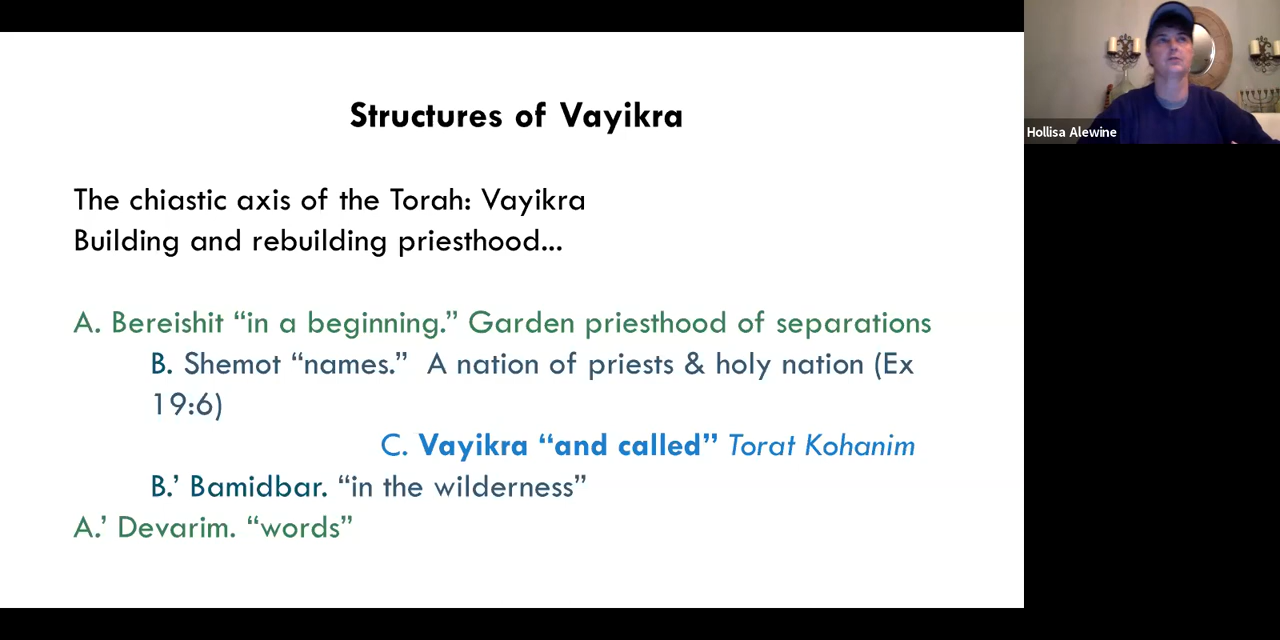 Structures of Vayikra
Hollisa Alewine
The chiastic axis of the Torah: Vayikra
Building and rebuilding priesthood...
A. Bereishit “in a beginning.” Garden priesthood of separations
B. Shemot “names.”  A nation of priests & holy nation (Ex
19:6)
C. Vayikra “and called” Torat Kohanim
B.’ Bamidbar. “in the wilderness”
A.’ Devarim. “words”